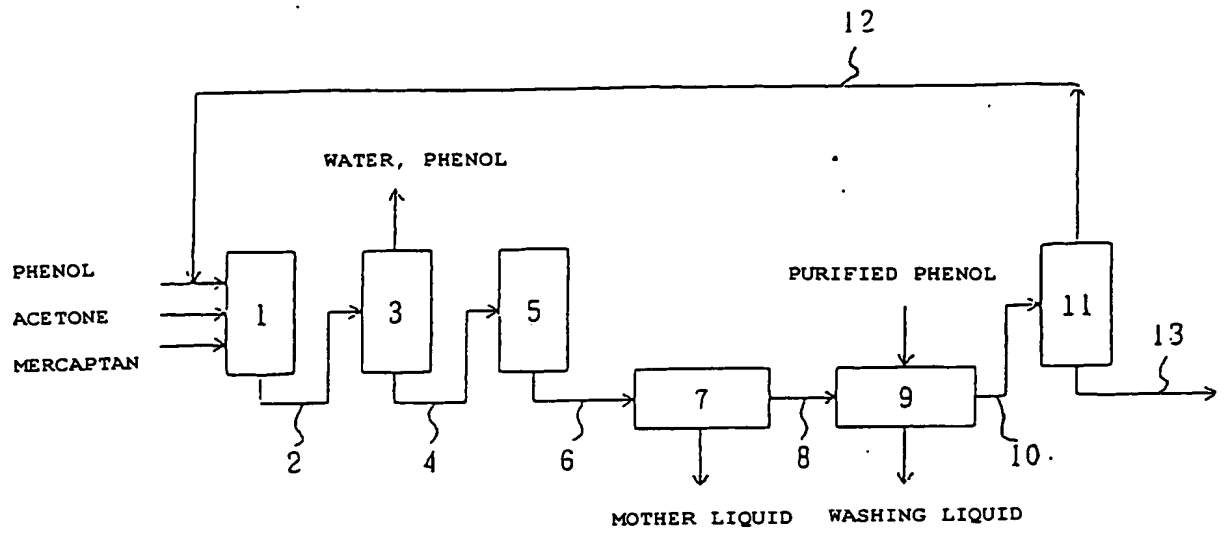 12
WATER, PHENOL
PHENOL
ACETONE
MERCAPTAN
1
3
5
PURIFIED PHENOL
11
13
7
9
2
4
6
8
10
MOTHER LIQUID
WASHING LIQUID